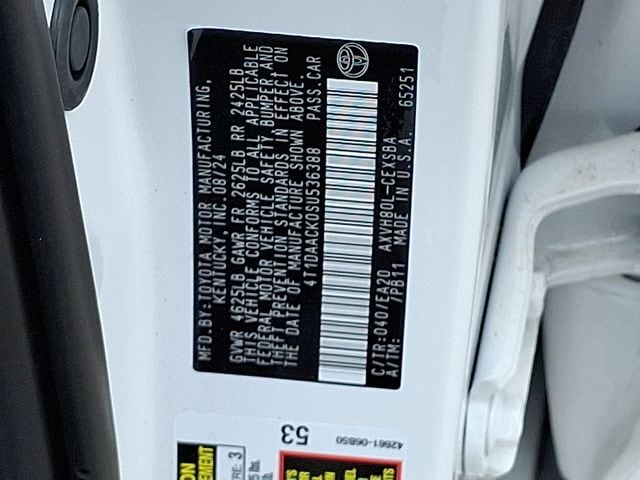 MFD.BY:TOYOTA MOTOR MANUFACTURING,
KENTUCKY, INC. 08/24
GVWR 4625LB GAWR FR 2625LB RR 2425LB
THIS VEHICLE CONFORMS TO ALL APPLICABLE
FEDERAL MOTOR VEHICLE SAFETY BUMPER, AND
THEFT PREVENTION STANDARDS IN EFFECT ON
THE DATE OF MANUFACTURE SHOWN ABOVE.
4T1DAACK0SU536388 PASS.CAR
C/TR:040/EA20 AXVH80L-CEXSBA
A/TM: /PB11 MADE IN U.S.A. 65251
53
42661-06850